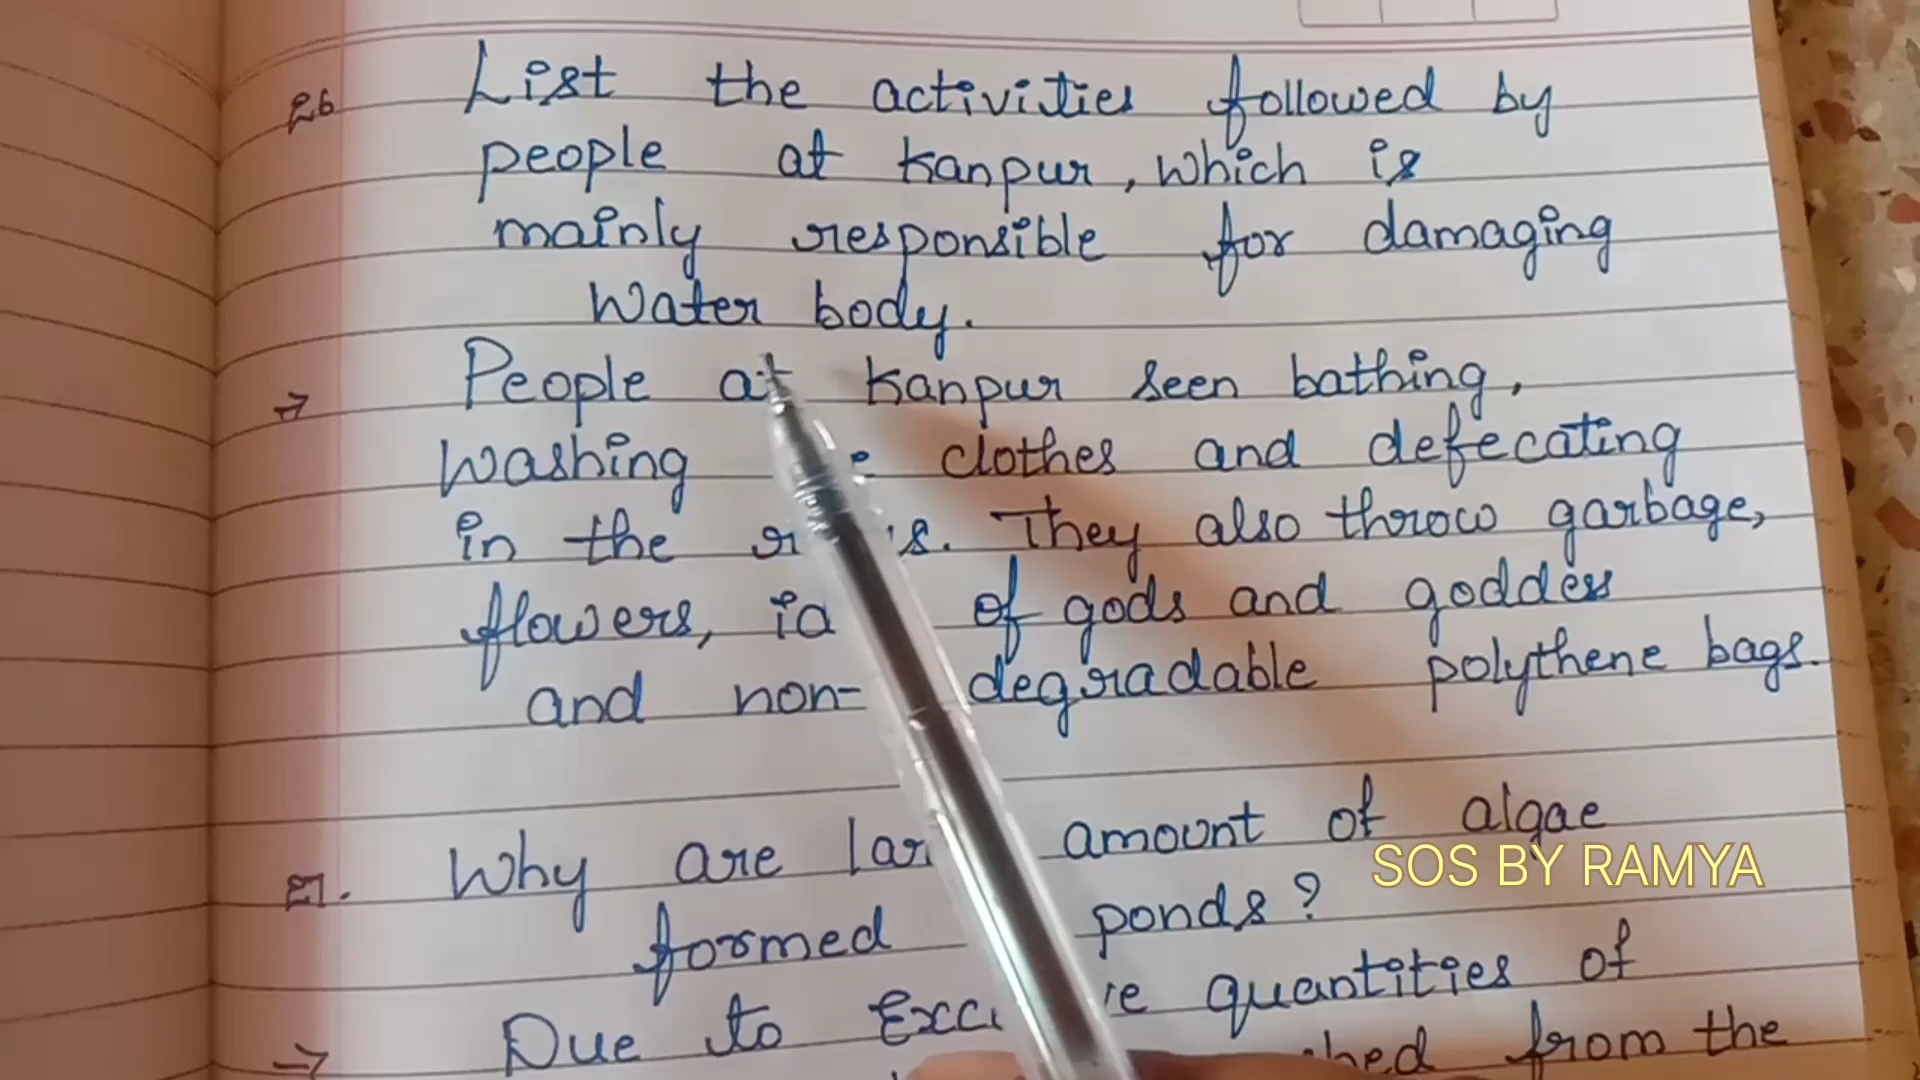 26 List the activities followed by
people at Kanpur, which is
mainly responsible for damaging
Water body.
→ People at Kanpur seen bathing,
Washing clothes and defecating
in the They also throw garbage,
flowers, of gods and goddess
and non- degradable polythene bags.
27. Why are amount of algae
formed ponds?
→ Due to quantities of
from the
SOS BY RAMYA